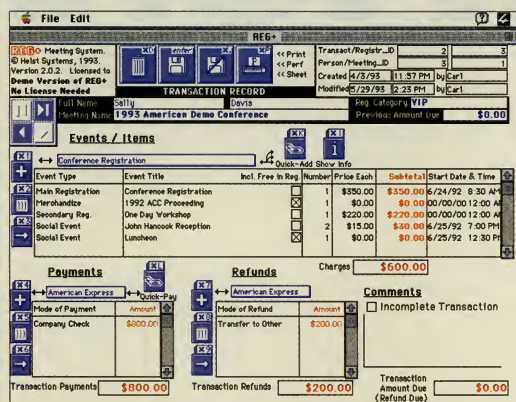 File Edit
REG+
REG+ Meeting System.
© Helst Systems, 1993.
Version 2.0.2. Licensed to
Demo Version of REG+
No License Needed
<< Print
<< Perf
<< Sheet
TRANSACTION RECORD
Transact/Registr_ID 2 3
Person/Meeting_ID 3 1
Created 4/3/93 11:57 PM by Carl
Modified 5/29/93 2:23 PM by Carl
Full Name Sally Davis Reg. Category VIP
Meeting Name 1993 American Demo Conference Previous Amount Due $0.00
Events / Items
Quick-Add Show Info
Conference Registration
Event Type Event Title Incl. Free in Reg. Number Price Each Subtotal Start Date & Time
Main Registration Conference Registration 1 $350.00 $350.00 6/24/92 8:30 AM
Merchandize 1992 ACC Proceeding 1 $0.00 $0.00 00/00/00 12:00 AM
Secondary Reg. One Day Workshop 1 $220.00 $220.00 00/00/00 12:00 AM
Social Event John Hancock Reception 2 $15.00 $30.00 6/25/92 7:00 PM
Social Event Luncheon 1 $0.00 $0.00 6/25/92 12:30 PM
Charges $600.00
Payments
American Express
Quick-Pay
Mode of Payment Amount
Company Check $800.00
Transaction Payments $800.00
Refunds
American Express
Mode of Refund Amount
Transfer to Other $200.00
Transaction Refunds $200.00
Comments
Incomplete Transaction
Transaction
Amount Due $0.00
(Refund Due)